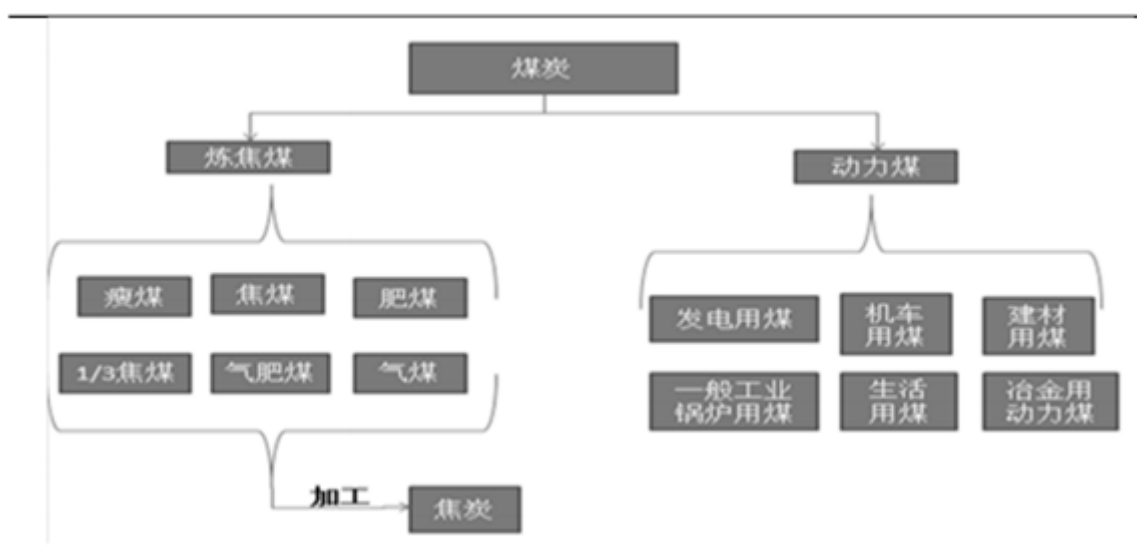 煤炭
炼焦煤
动力煤
瘦煤
焦煤
肥煤
1/3焦煤
气肥煤
气煤
发电用煤
机车
用煤
建材
用煤
一般工业
锅炉用煤
生活
用煤
冶金用
动力煤
加工
焦炭